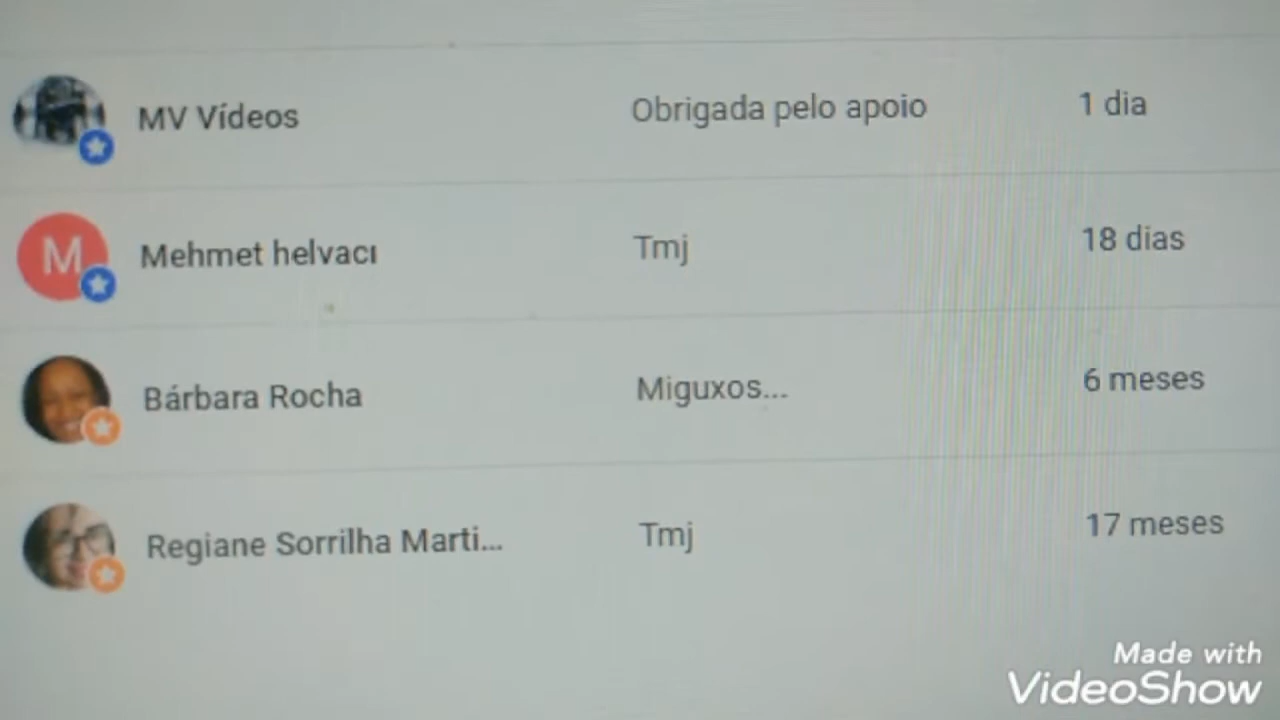 MV Vídeos Obrigada pelo apoio 1 dia
M Mehmet helvacı Tmj 18 dias
Bárbara Rocha Miguxos... 6 meses
Regiane Sorrilha Marti... Tmj 17 meses
Made with
VideoShow